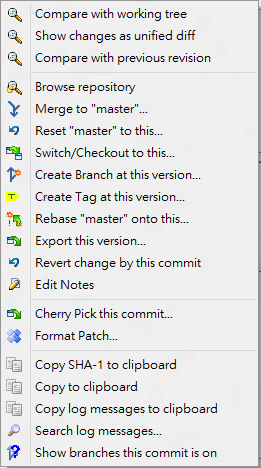 Compare with working tree
Show changes as unified diff
Compare with previous revision
Browse repository
Merge to "master"...
Reset "master" to this...
Switch/Checkout to this...
Create Branch at this version...
Create Tag at this version...
Rebase "master" onto this...
Export this version...
Revert change by this commit
Edit Notes
Cherry Pick this commit...
Format Patch...
Copy SHA-1 to clipboard
Copy to clipboard
Copy log messages to clipboard
Search log messages...
Show branches this commit is on